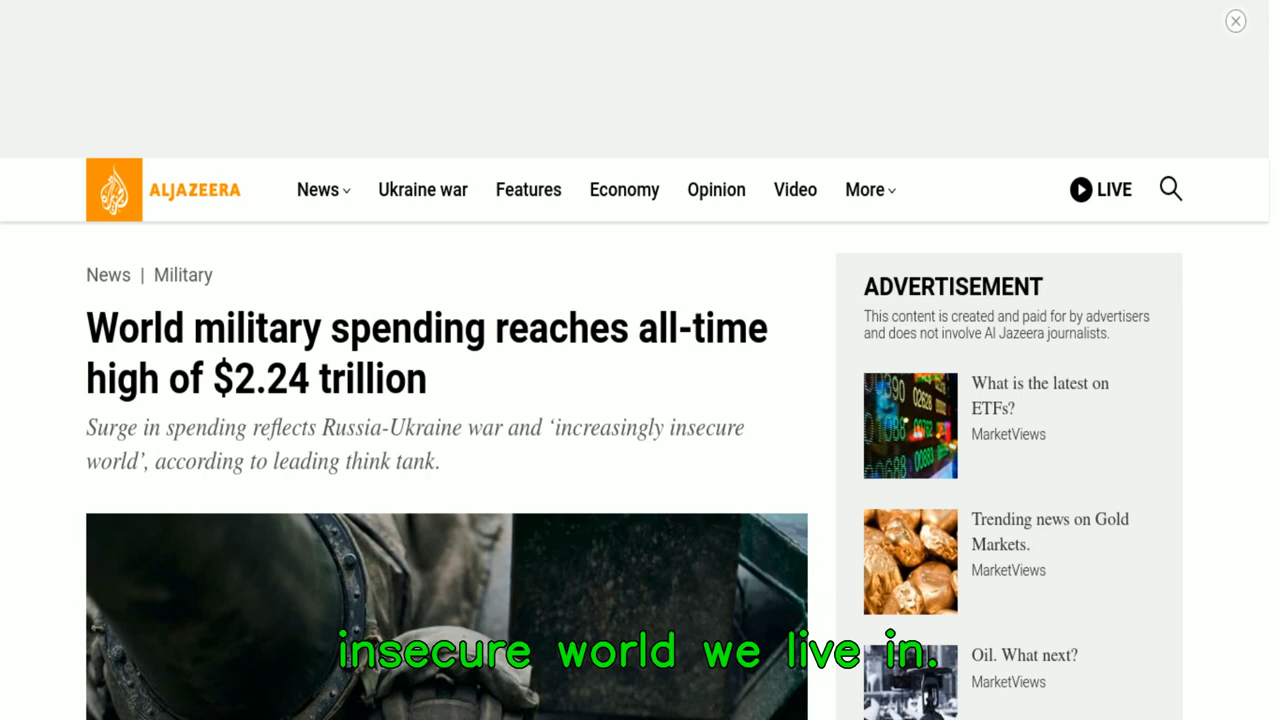 ALJAZEERA
News
Ukraine war
Features
Economy
Opinion
Video
More
LIVE
News | Military
World military spending reaches all-time
high of $2.24 trillion
Surge in spending reflects Russia-Ukraine war and ‘increasingly insecure
world’, according to leading think tank.
ADVERTISEMENT
This content is created and paid for by advertisers
and does not involve Al Jazeera journalists.
What is the latest on
ETFs?
MarketViews
Trending news on Gold
Markets.
MarketViews
Oil. What next?
MarketViews
insecure world we live in.